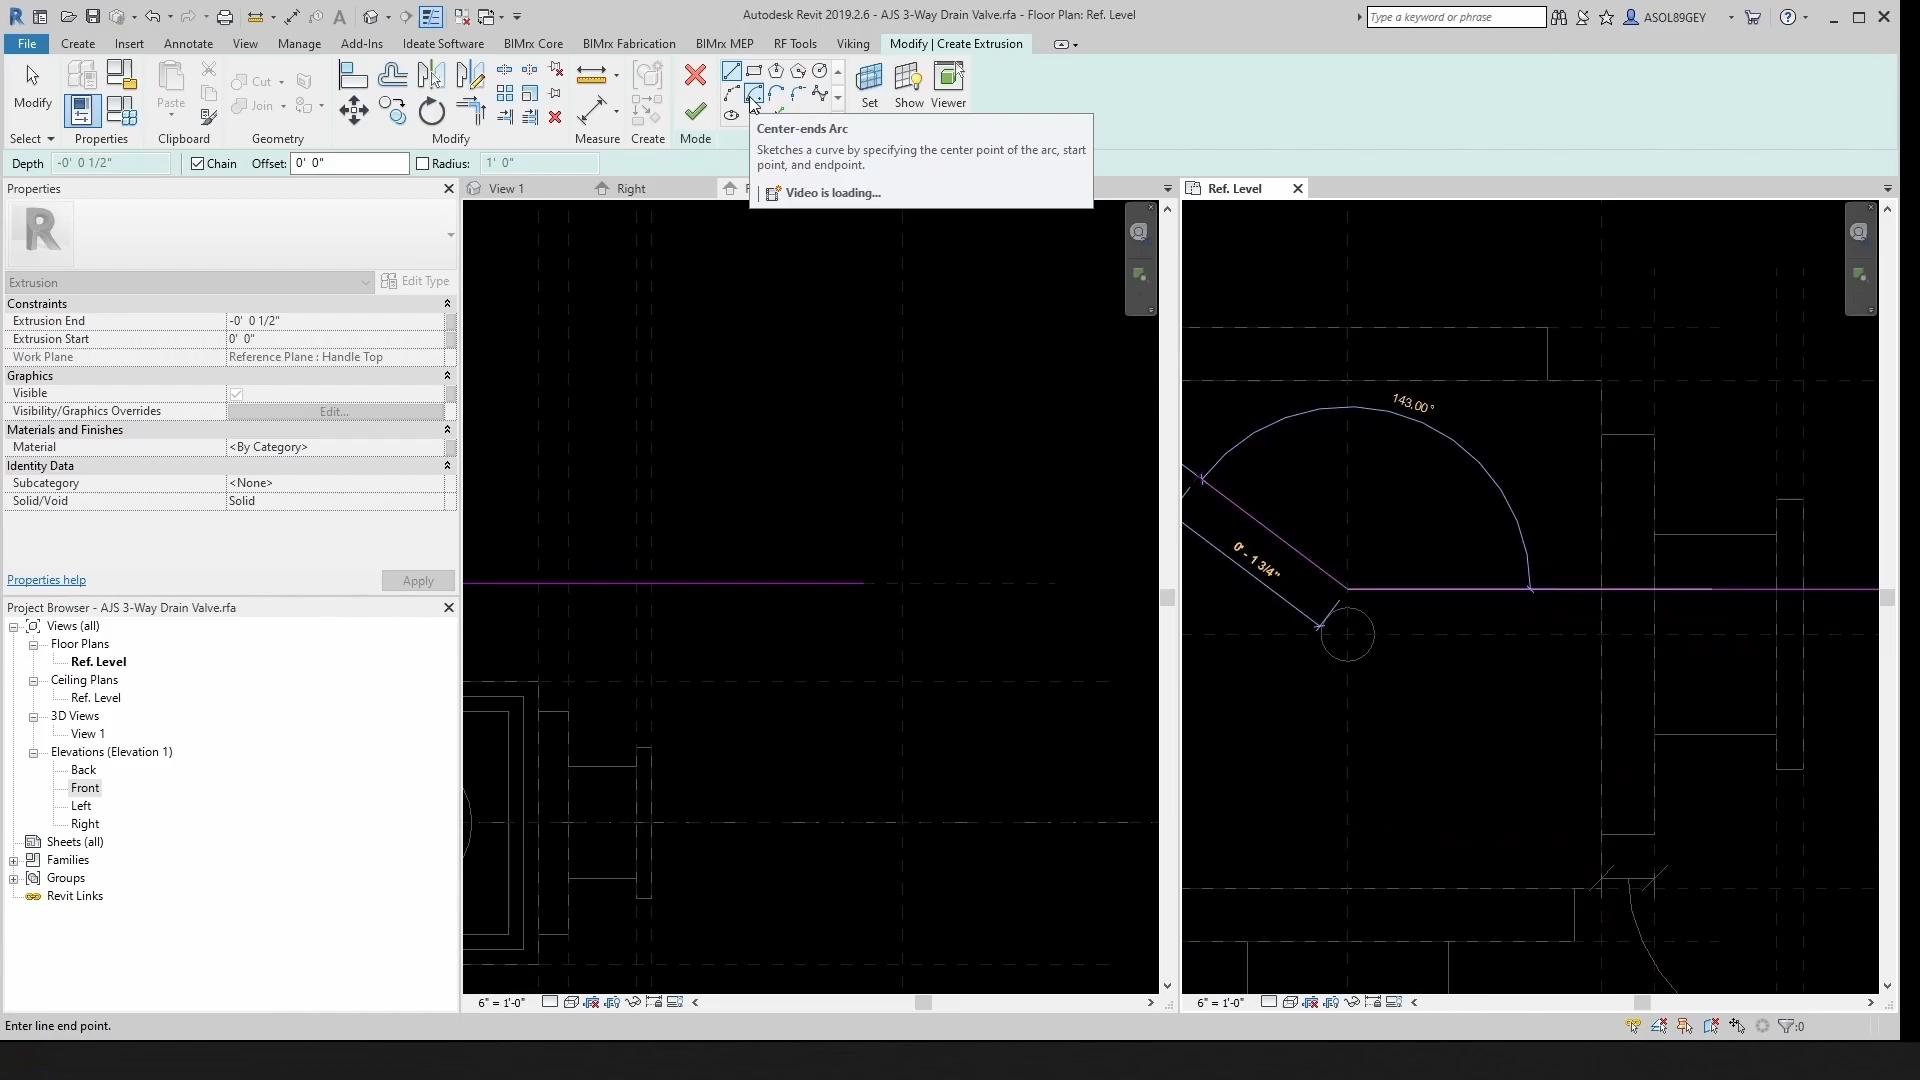 Autodesk Revit 2019.2.6 - AJS 3-Way Drain Valve.rfa - Floor Plan: Ref. Level
Type a keyword or phrase
ASOL89GEY
File Create Insert Annotate View Manage Add-Ins Ideate Software BIMrx Core BIMrx Fabrication BIMrx MEP RF Tools Viking Modify | Create Extrusion
Modify
Paste
Cut
Join
Set Show Viewer
Select Properties Clipboard Geometry Modify Measure Create Mode
Center-ends Arc
Sketches a curve by specifying the center point of the arc, start
point, and endpoint.
Video is loading...
Depth -0' 0 1/2" Chain Offset: 0' 0" Radius: 1' 0"
Properties
View 1 Right
Ref. Level
R
Extrusion
Edit Type
Constraints
Extrusion End -0' 0 1/2"
Extrusion Start 0' 0"
Work Plane Reference Plane : Handle Top
Graphics
Visible
Visibility/Graphics Overrides Edit...
Materials and Finishes
Material <By Category>
Identity Data
Subcategory <None>
Solid/Void Solid
Properties help Apply
143.00°
0' - 1 3/4"
Project Browser - AJS 3-Way Drain Valve.rfa
Views (all)
Floor Plans
Ref. Level
Ceiling Plans
Ref. Level
3D Views
View 1
Elevations (Elevation 1)
Back
Front
Left
Right
Sheets (all)
Families
Groups
Revit Links
6" = 1'-0"
6" = 1'-0"
Enter line end point.
:0